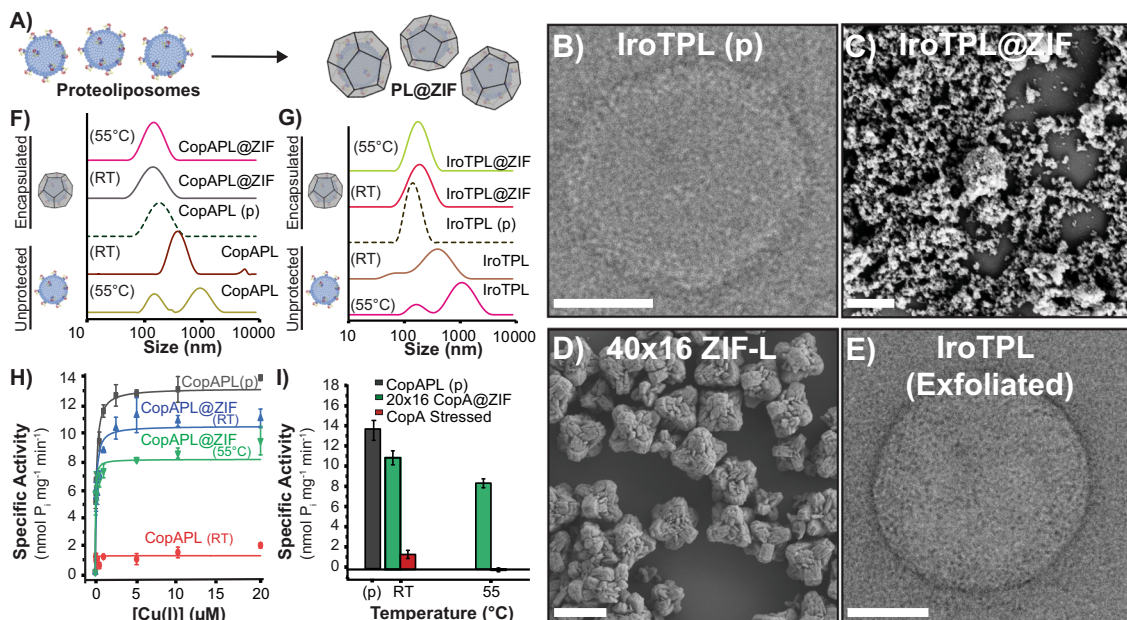 A)
Proteoliposomes
PL@ZIF
B)
IroTPL (p)
C)
IroTPL@ZIF
F)
Encapsulated
Unprotected
(55°C)
CopAPL@ZIF
(RT)
CopAPL@ZIF
CopAPL (p)
(RT)
CopAPL
(55°C)
CopAPL
10 100 1000 10000
Size (nm)
G)
Encapsulated
Unprotected
(55°C)
IroTPL@ZIF
(RT)
IroTPL@ZIF
IroTPL (p)
(RT)
IroTPL
(55°C)
IroTPL
10 100 1000 10000
Size (nm)
D)
40x16 ZIF-L
E)
IroTPL
(Exfoliated)
H)
Specific Activity
(nmol Pi mg⁻¹ min⁻¹)
14
12
10
8
6
4
2
0
CopAPL(p)
CopAPL@ZIF
(RT)
CopAPL@ZIF
(55°C)
CopAPL (RT)
0 5 10 15 20
[Cu(I)] (µM)
I)
Specific Activity
(nmol Pi mg⁻¹ min⁻¹)
18
16
14
12
10
8
6
4
2
0
CopAPL (p)
20x16 CopA@ZIF
CopA Stressed
(p) RT 55
Temperature (°C)